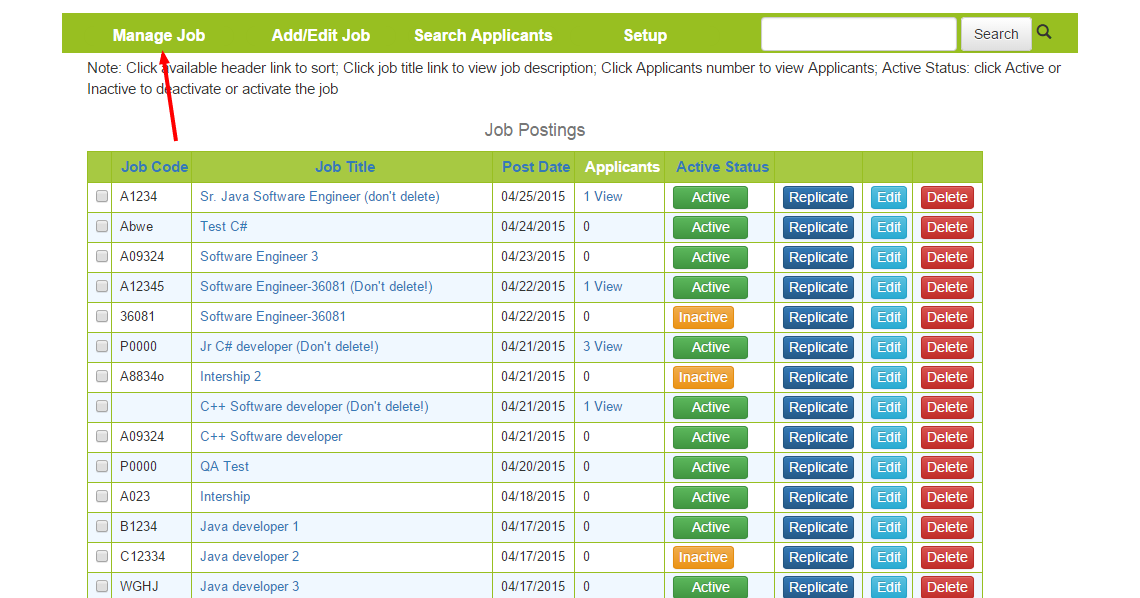 Manage Job Add/Edit Job Search Applicants Setup Search
Note: Click available header link to sort; Click job title link to view job description; Click Applicants number to view Applicants; Active Status: click Active or
Inactive to deactivate or activate the job
Job Postings
Job Code Job Title Post Date Applicants Active Status
A1234 Sr. Java Software Engineer (don't delete) 04/25/2015 1 View Active Replicate Edit Delete
Abwe Test C# 04/24/2015 0 Active Replicate Edit Delete
A09324 Software Engineer 3 04/23/2015 0 Active Replicate Edit Delete
A12345 Software Engineer-36081 (Don't delete!) 04/22/2015 1 View Active Replicate Edit Delete
36081 Software Engineer-36081 04/22/2015 0 Inactive Replicate Edit Delete
P0000 Jr C# developer (Don't delete!) 04/21/2015 3 View Active Replicate Edit Delete
A8834o Intership 2 04/21/2015 0 Inactive Replicate Edit Delete
C++ Software developer (Don't delete!) 04/21/2015 1 View Active Replicate Edit Delete
A09324 C++ Software developer 04/21/2015 0 Active Replicate Edit Delete
P0000 QA Test 04/20/2015 0 Active Replicate Edit Delete
A023 Intership 04/18/2015 0 Active Replicate Edit Delete
B1234 Java developer 1 04/17/2015 0 Active Replicate Edit Delete
C12334 Java developer 2 04/17/2015 0 Inactive Replicate Edit Delete
WGHJ Java developer 3 04/17/2015 0 Active Replicate Edit Delete